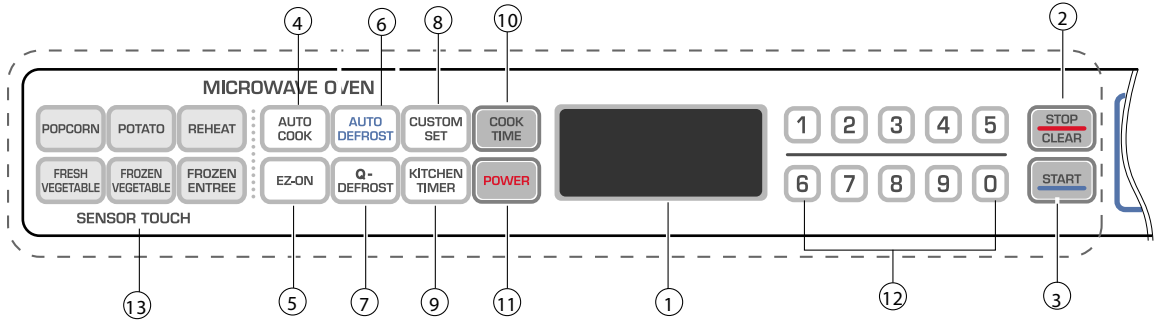 4 6 8 10 2
MICROWAVE OVEN
POPCORN POTATO REHEAT AUTO COOK AUTO DEFROST CUSTOM SET COOK TIME 1 2 3 4 5 STOP CLEAR
FRESH VEGETABLE FROZEN VEGETABLE FROZEN ENTREE EZ-ON Q-DEFROST KITCHEN TIMER POWER 6 7 8 9 0 START
SENSOR TOUCH
13 5 7 9 11 1 12 3